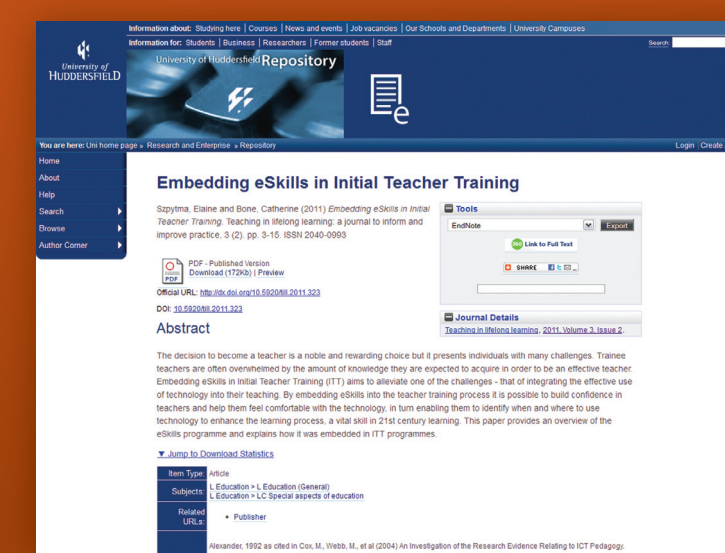 Information about: Studying here | Courses | News and events | Job vacancies | Our Schools and Departments | University Campuses
Information for: Students | Business | Researchers | Former students | Staff
Search:
University of
HUDDERSFIELD
University of Huddersfield Repository
e
You are here: Uni home page » Research and Enterprise » Repository
Login | Create
Home
About
Help
Search
Browse
Author Corner
Embedding eSkills in Initial Teacher Training
Szpytma, Elaine and Bone, Catherine (2011) Embedding eSkills in Initial
Teacher Training. Teaching in lifelong learning: a journal to inform and
improve practice, 3 (2). pp. 3-15. ISSN 2040-0993
PDF
PDF - Published Version
Download (172Kb) | Preview
Official URL: http://dx.doi.org/10.5920/till.2011.323
DOI: 10.5920/till.2011.323
Tools
EndNote
Export
360 Link to Full Text
SHARE
Journal Details
Teaching in lifelong learning, 2011, Volume 3, Issue 2.
Abstract
The decision to become a teacher is a noble and rewarding choice but it presents individuals with many challenges. Trainee
teachers are often overwhelmed by the amount of knowledge they are expected to acquire in order to be an effective teacher.
Embedding eSkills in Initial Teacher Training (ITT) aims to alleviate one of the challenges - that of integrating the effective use
of technology into their teaching. By embedding eSkills into the teacher training process it is possible to build confidence in
teachers and help them feel comfortable with the technology, in turn enabling them to identify when and where to use
technology to enhance the learning process, a vital skill in 21st century learning. This paper provides an overview of the
eSkills programme and explains how it was embedded in ITT programmes.
Jump to Download Statistics
Item Type: Article
Subjects: L Education > L Education (General)
L Education > LC Special aspects of education
Related
URLs:
Publisher
Alexander, 1992 as cited in Cox, M., Webb, M., et al (2004) An Investigation of the Research Evidence Relating to ICT Pedagogy.